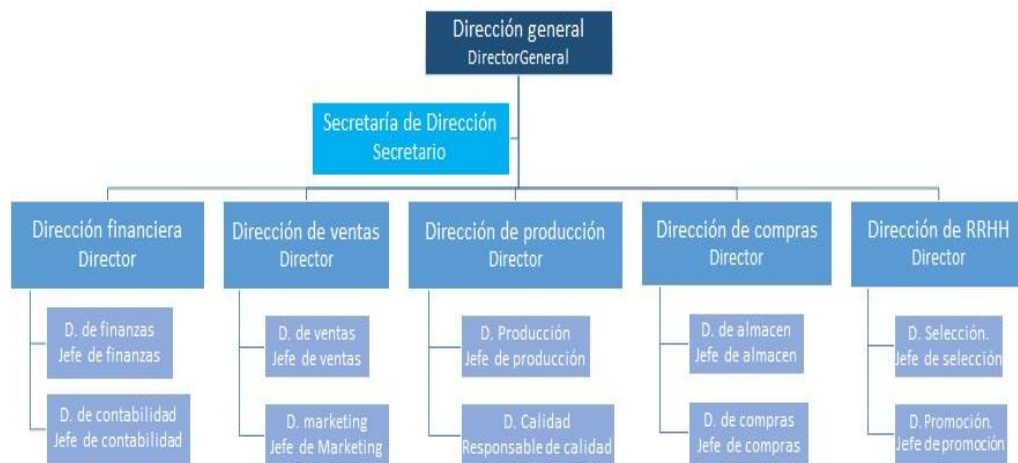 Dirección general
DirectorGeneral
Secretaría de Dirección
Secretario
Dirección financiera
Director
Dirección de ventas
Director
Dirección de producción
Director
Dirección de compras
Director
Dirección de RRHH
Director
D. de finanzas
Jefe de finanzas
D. de ventas
Jefe de ventas
D. Producción
Jefe de producción
D. de almacen
Jefe de almacen
D. Selección.
Jefe de selección
D. de contabilidad
Jefe de contabilidad
D. marketing
Jefe de Marketing
D. Calidad
Responsable de calidad
D. de compras
Jefe de compras
D. Promoción.
Jefe de promoción